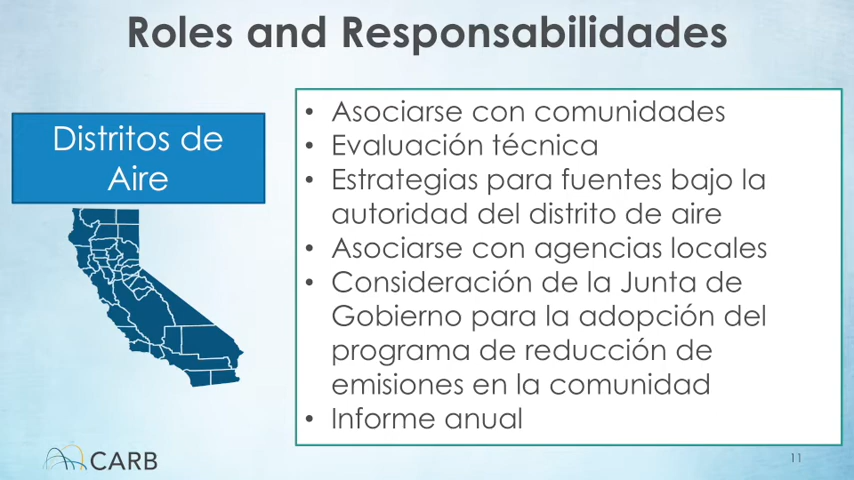 Roles and Responsabilidades
Distritos de
Aire
• Asociarse con comunidades
• Evaluación técnica
• Estrategias para fuentes bajo la
autoridad del distrito de aire
• Asociarse con agencias locales
• Consideración de la Junta de
Gobierno para la adopción del
programa de reducción de
emisiones en la comunidad
• Informe anual
CARB
11